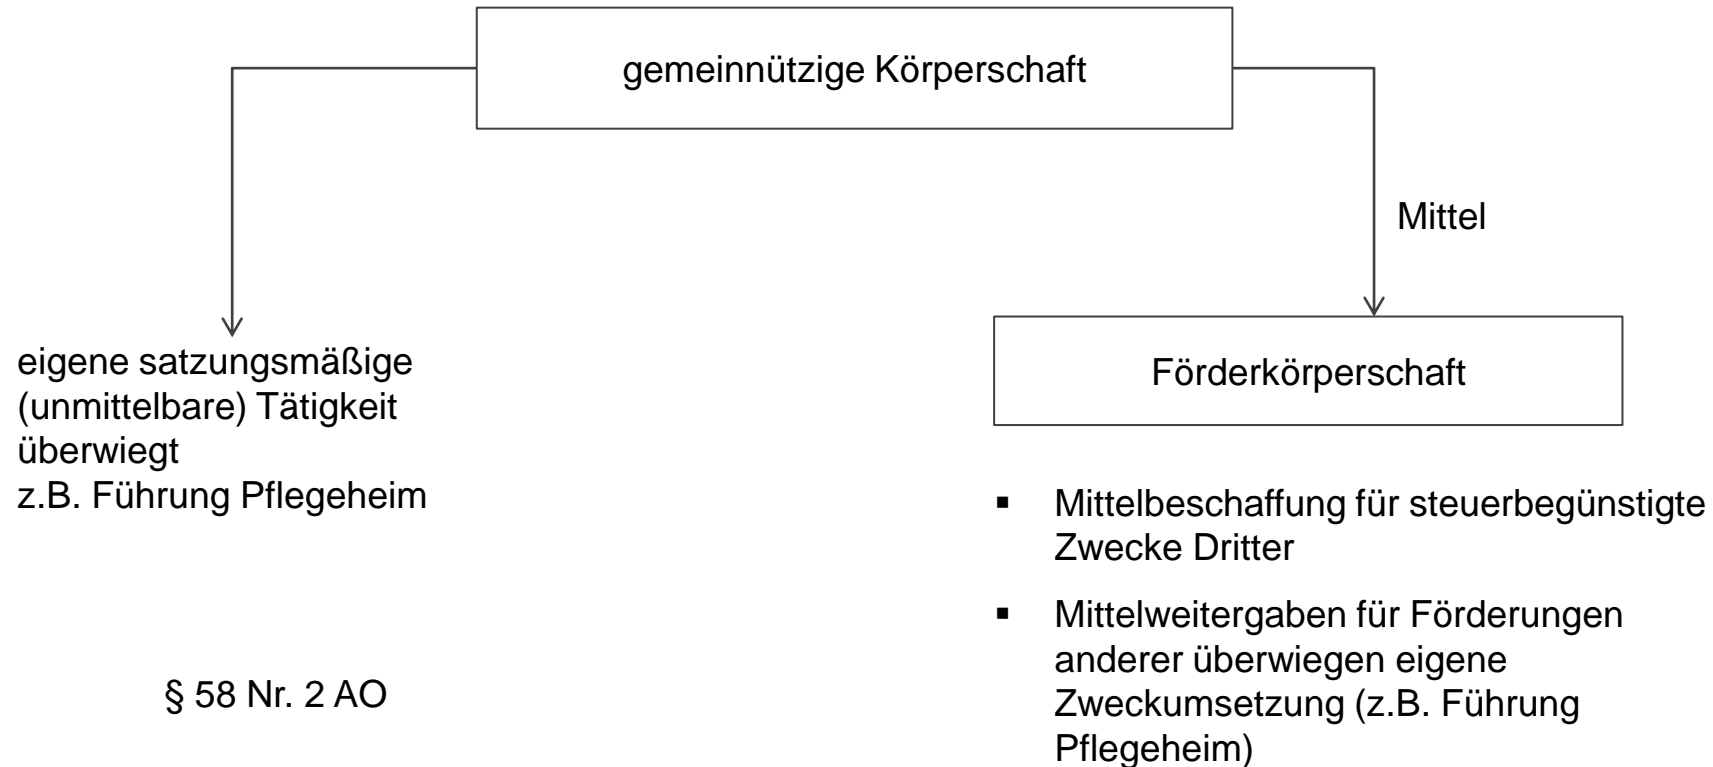 gemeinnützige Körperschaft
Mittel
eigene satzungsmäßige
(unmittelbare) Tätigkeit
überwiegt
z.B. Führung Pflegeheim
§ 58 Nr. 2 AO
Förderkörperschaft
▪ Mittelbeschaffung für steuerbegünstigte
Zwecke Dritter
▪ Mittelweitergaben für Förderungen
anderer überwiegen eigene
Zweckumsetzung (z.B. Führung
Pflegeheim)